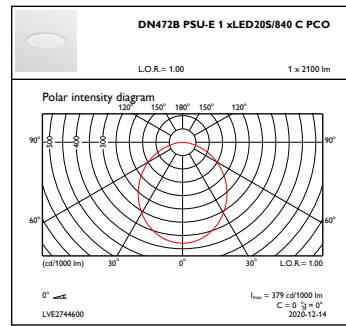 DN472B PSU-E 1 xLED20S/840 C PCO
L.O.R.= 1.00 1 x 2100 lm
Polar intensity diagram
120° 150° 180° 150° 120°
90° 500 400 300 90°
60° 60°
(cd/1000 lm) 30° 0° 30° L.O.R.= 1.00
0° Imax = 379 cd/1000 lm
C = 0 °g = 0°
LVE2744600 2020-12-14